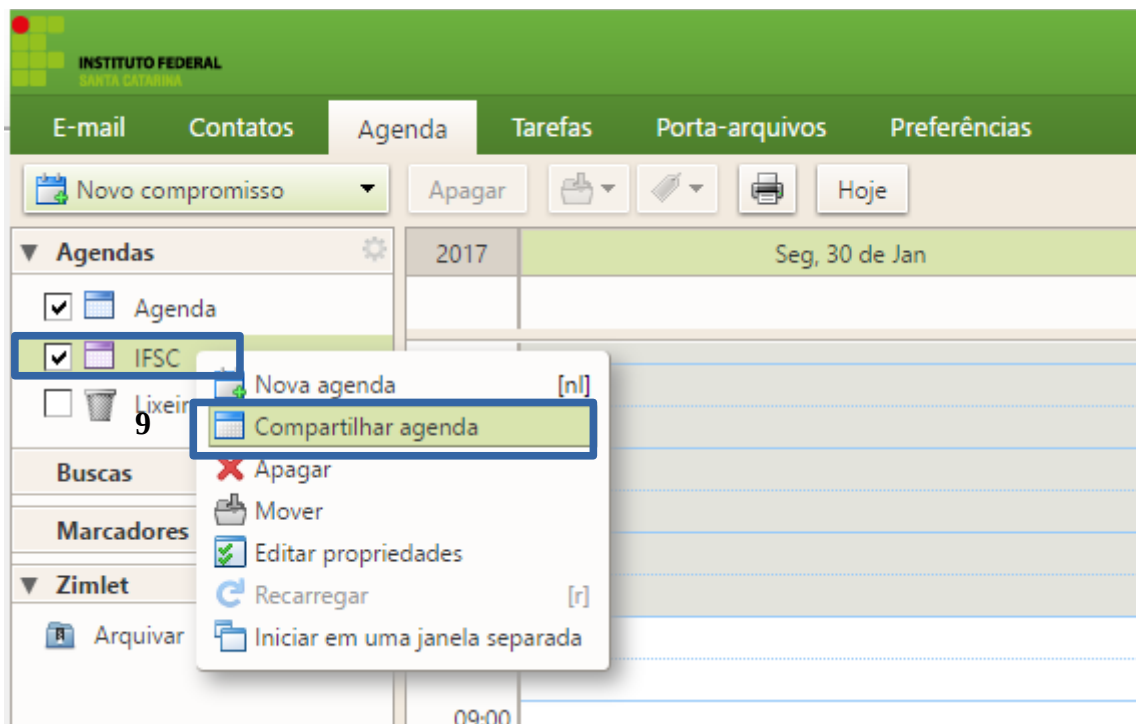 INSTITUTO FEDERAL
SANTA CATARINA
E-mail Contatos Agenda Tarefas Porta-arquivos Preferências
Novo compromisso Apagar Hoje
Agendas 2017 Seg, 30 de Jan
Agenda
IFSC
Nova agenda [nl]
Lixeir
9
Compartilhar agenda
Buscas
Apagar
Mover
Marcadores
Editar propriedades
Zimlet
Recarregar [r]
Arquivar
Iniciar em uma janela separada
09:00